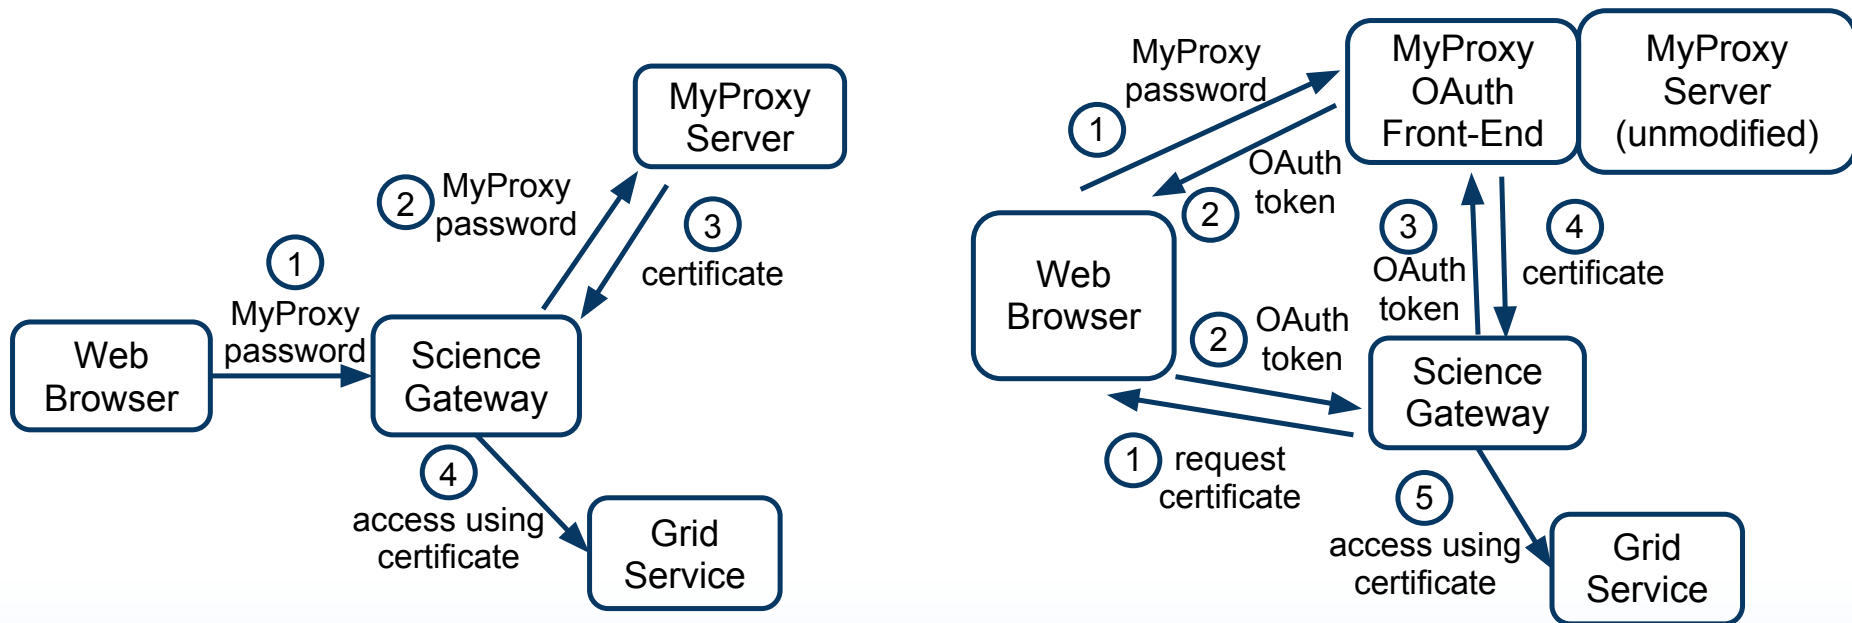 MyProxy
Server
2
MyProxy
password
3
certificate
1
MyProxy
password
Web
Browser
Science
Gateway
4
access using
certificate
Grid
Service
MyProxy
password
1
MyProxy
OAuth
Front-End
MyProxy
Server
(unmodified)
OAuth
token
2
3
OAuth
token
4
certificate
Web
Browser
2
OAuth
token
Science
Gateway
1
request
certificate
5
access using
certificate
Grid
Service